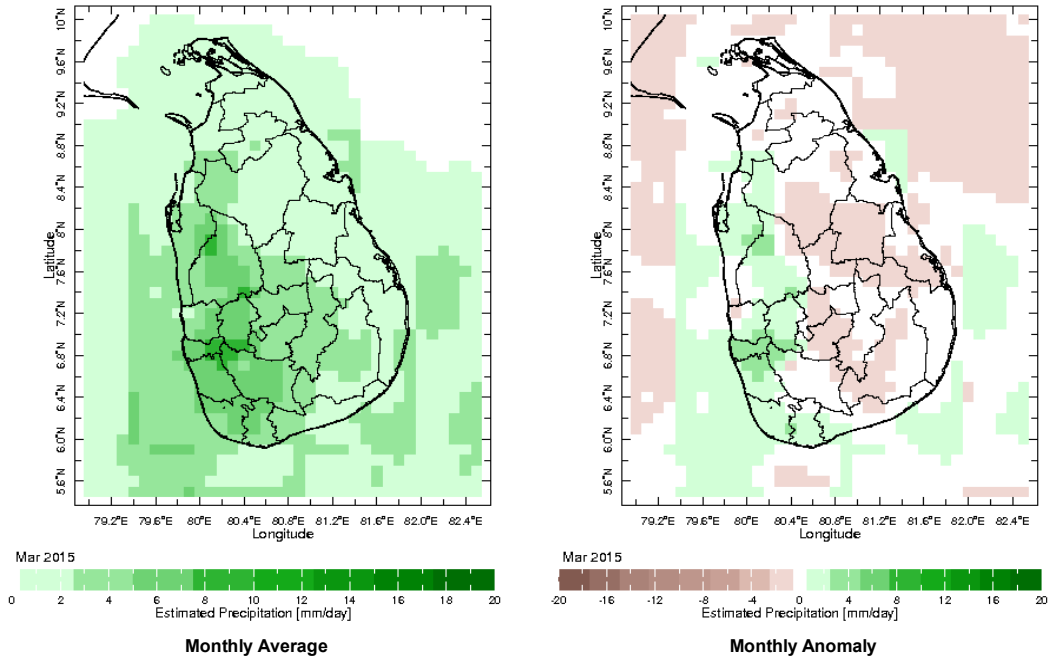 10°N
9.6°N
9.2°N
8.8°N
8.4°N
8°N
7.6°N
7.2°N
6.8°N
6.4°N
6.0°N
5.6°N
Latitude
79.2°E 79.6°E 80°E 80.4°E 80.8°E 81.2°E 81.6°E 82.0°E 82.4°E
Longitude
Mar 2015
0 2 4 6 8 10 12 14 16 18 20
Estimated Precipitation [mm/day]
Monthly Average
10°N
9.6°N
9.2°N
8.8°N
8.4°N
8°N
7.6°N
7.2°N
6.8°N
6.4°N
6.0°N
5.6°N
Latitude
79.2°E 79.6°E 80°E 80.4°E 80.8°E 81.2°E 81.6°E 82.0°E 82.4°E
Longitude
Mar 2015
-20 -16 -12 -8 -4 0 4 8 12 16 20
Estimated Precipitation [mm/day]
Monthly Anomaly